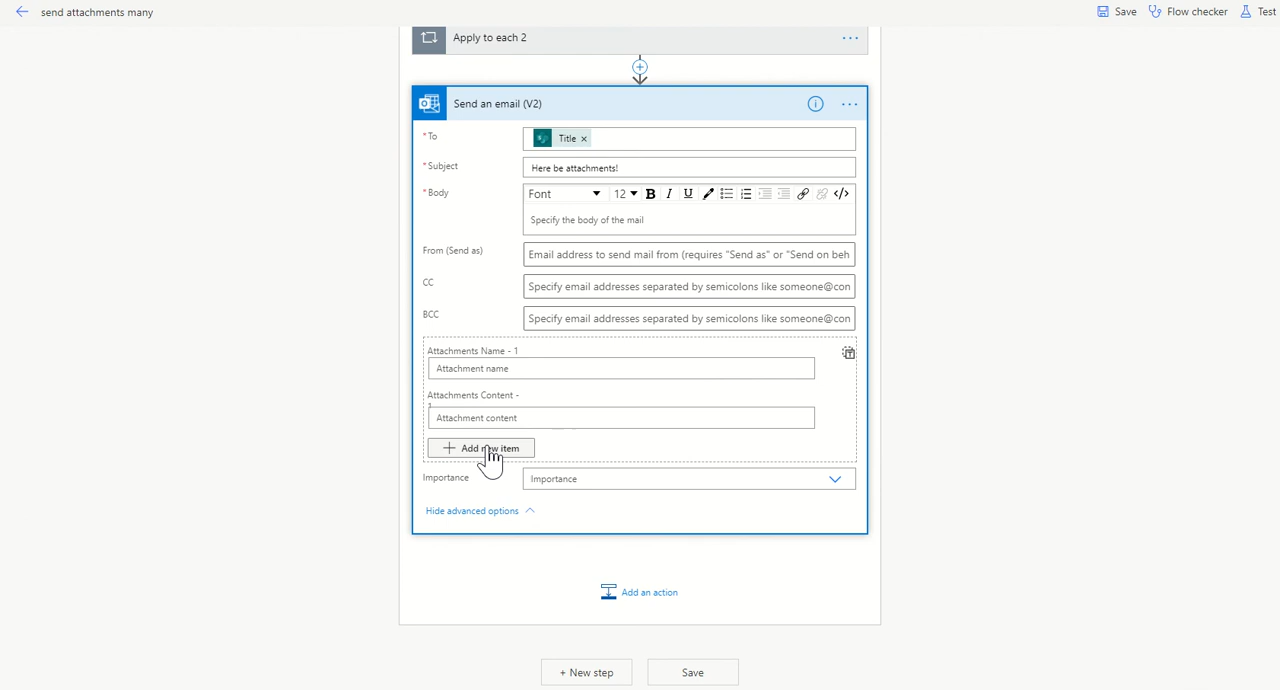 send attachments many
Save
Flow checker
Test
Apply to each 2
Send an email (V2)
* To
Title
* Subject
Here be attachments!
* Body
Font
12
B I U
Specify the body of the mail
From (Send as)
Email address to send mail from (requires "Send as" or "Send on beh
CC
Specify email addresses separated by semicolons like someone@con
BCC
Specify email addresses separated by semicolons like someone@con
Attachments Name - 1
Attachment name
Attachments Content -
1
Attachment content
Add new item
Importance
Importance
Hide advanced options
Add an action
+ New step
Save